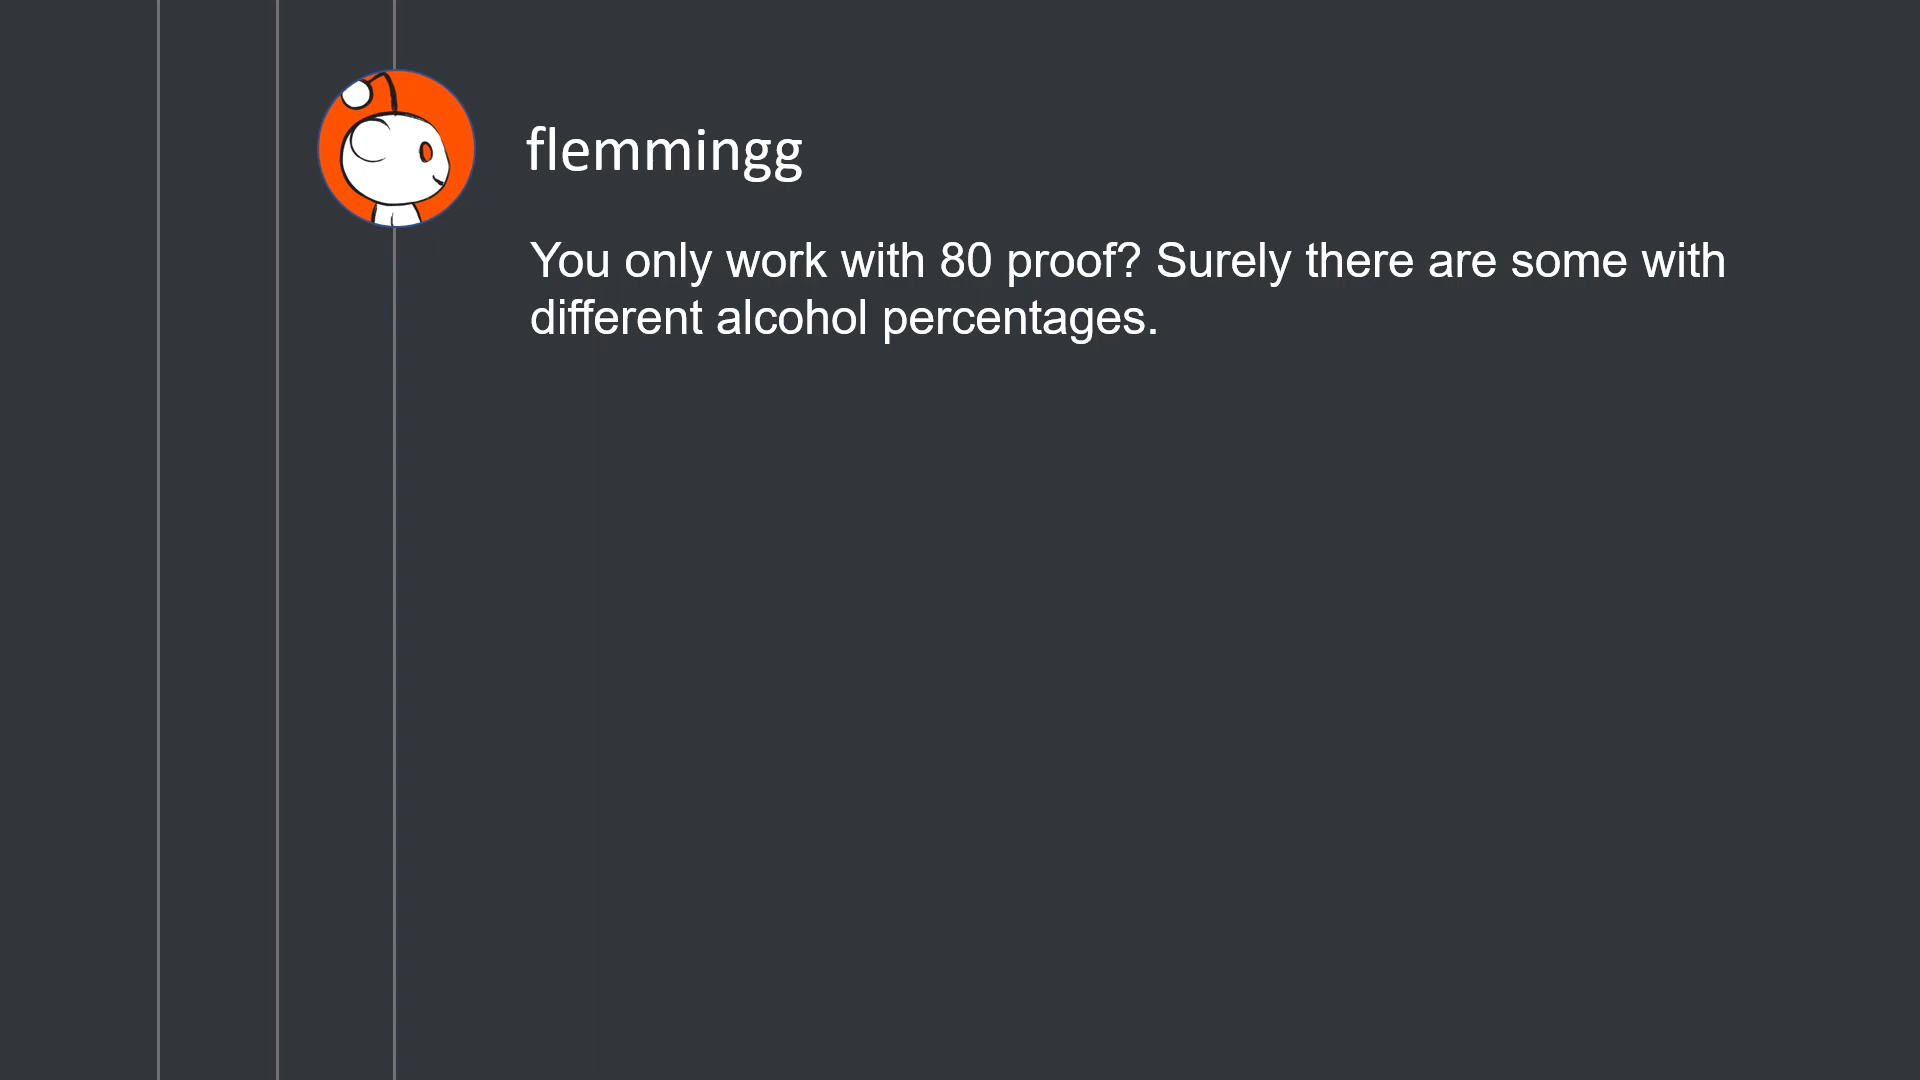 flemmingg
You only work with 80 proof? Surely there are some with
different alcohol percentages.